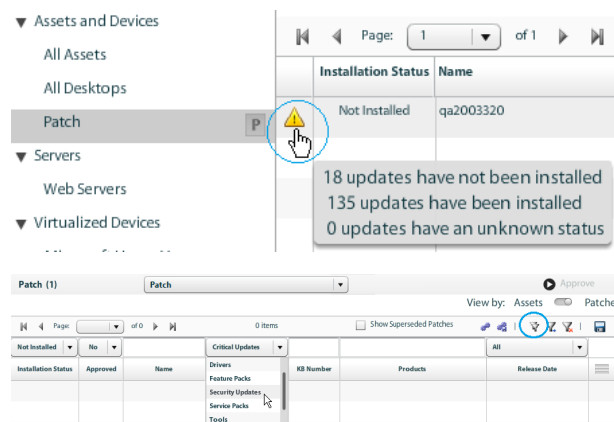 Assets and Devices
All Assets
All Desktops
Patch P
Servers
Web Servers
Virtualized Devices
Page: 1 of 1
Installation Status Name
Not Installed qa2003320
18 updates have not been installed
135 updates have been installed
0 updates have an unknown status
Patch (1) Patch Approve
View by: Assets Patche
Page: of 0 0 items Show Superseded Patches
Not Installed No Critical Updates All
Installation Status Approved Name KB Number Products Release Date
Drivers
Feature Packs
Security Updates
Service Packs
Tools